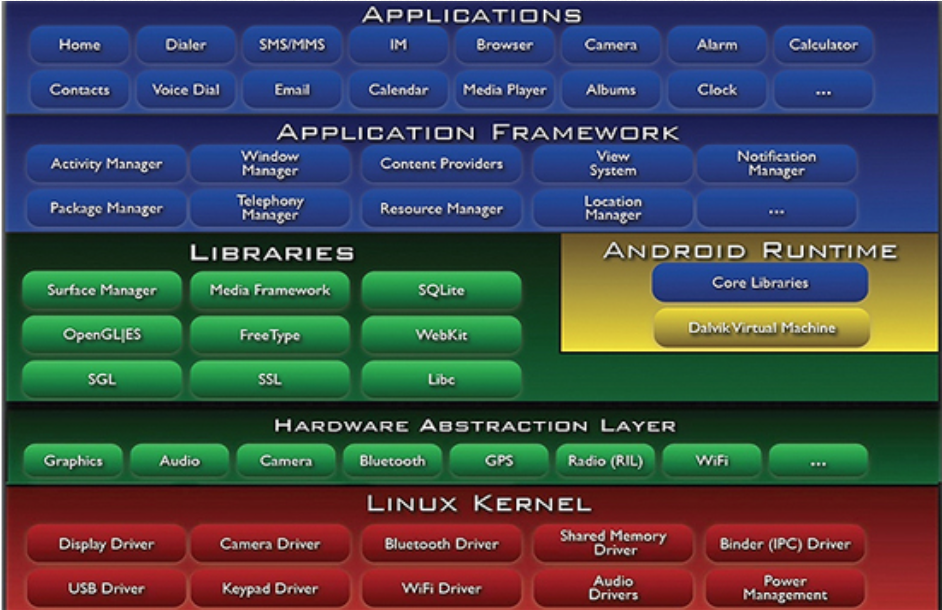 APPLICATIONS
Home Dialer SMS/MMS IM Browser Camera Alarm Calculator
Contacts Voice Dial Email Calendar Media Player Albums Clock ...
APPLICATION FRAMEWORK
Activity Manager Window Manager Content Providers View System Notification Manager
Package Manager Telephony Manager Resource Manager Location Manager ...
LIBRARIES
Surface Manager Media Framework SQLite
OpenGL|ES FreeType WebKit
SGL SSL Libc
ANDROID RUNTIME
Core Libraries
Dalvik Virtual Machine
HARDWARE ABSTRACTION LAYER
Graphics Audio Camera Bluetooth GPS Radio (RIL) WiFi ...
LINUX KERNEL
Display Driver Camera Driver Bluetooth Driver Shared Memory Driver Binder (IPC) Driver
USB Driver Keypad Driver WiFi Driver Audio Drivers Power Management